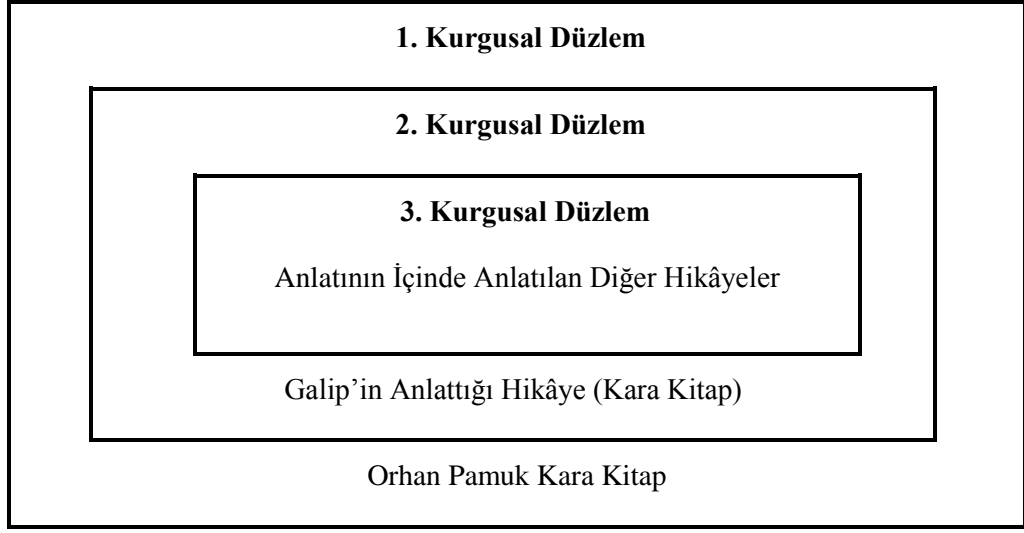 1. Kurgusal Düzlem
2. Kurgusal Düzlem
3. Kurgusal Düzlem
Anlatının İçinde Anlatılan Diğer Hikâyeler
Galip’in Anlattığı Hikâye (Kara Kitap)
Orhan Pamuk Kara Kitap